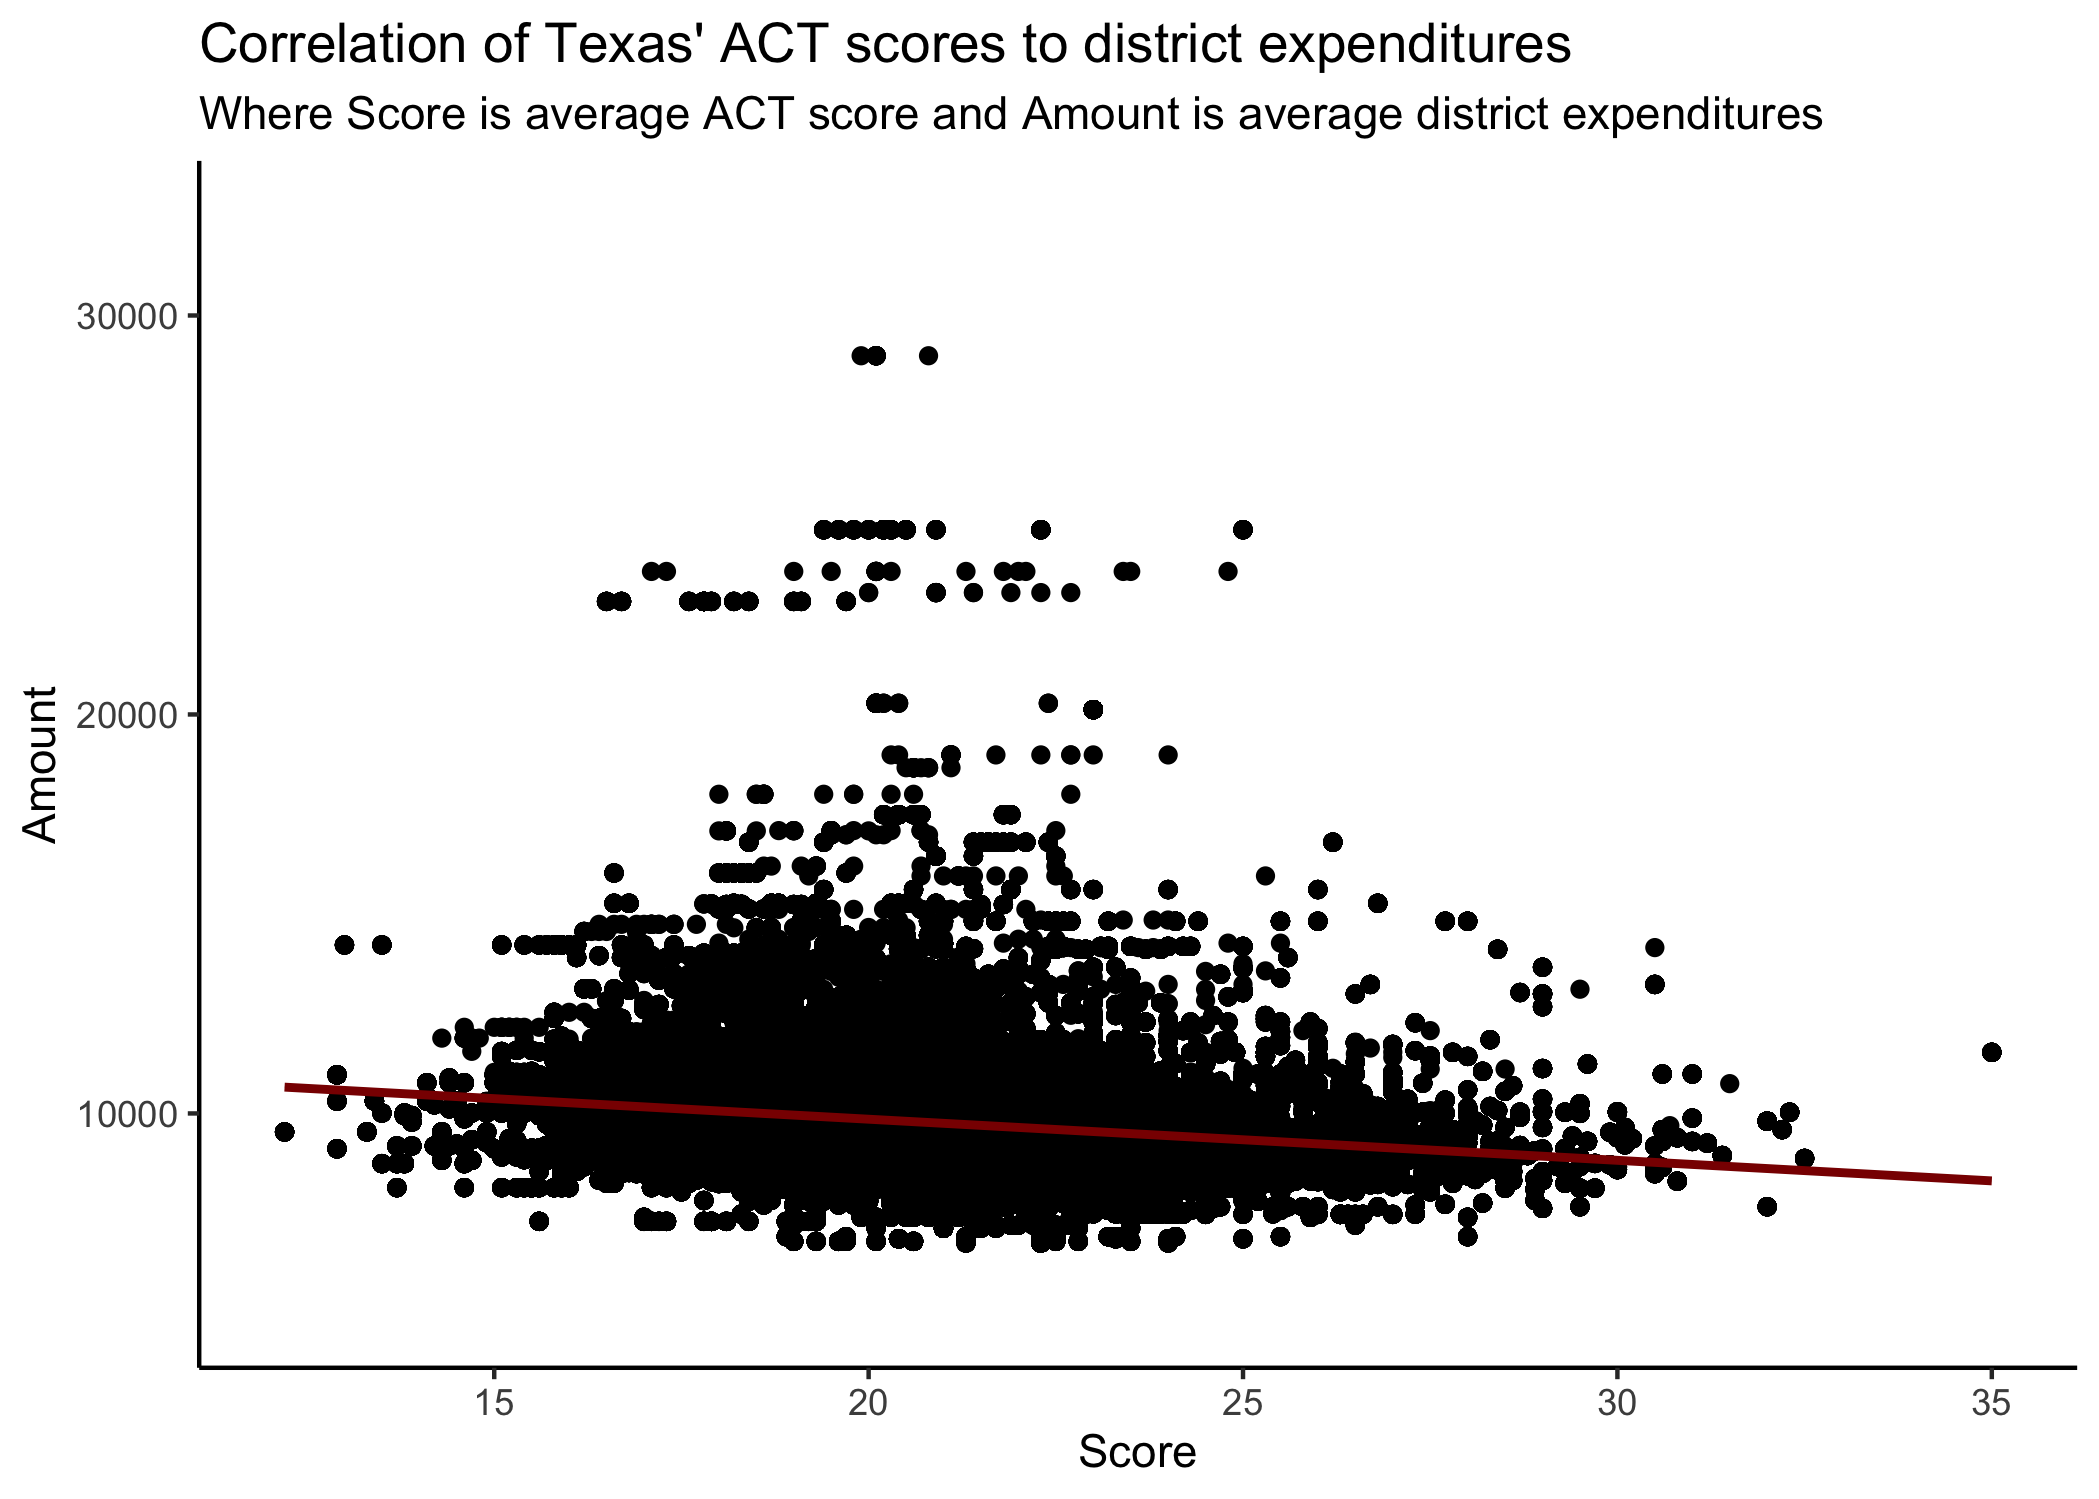 Correlation of Texas' ACT scores to district expenditures
Where Score is average ACT score and Amount is average district expenditures
30000
20000
10000
Amount
15 20 25 30 35
Score